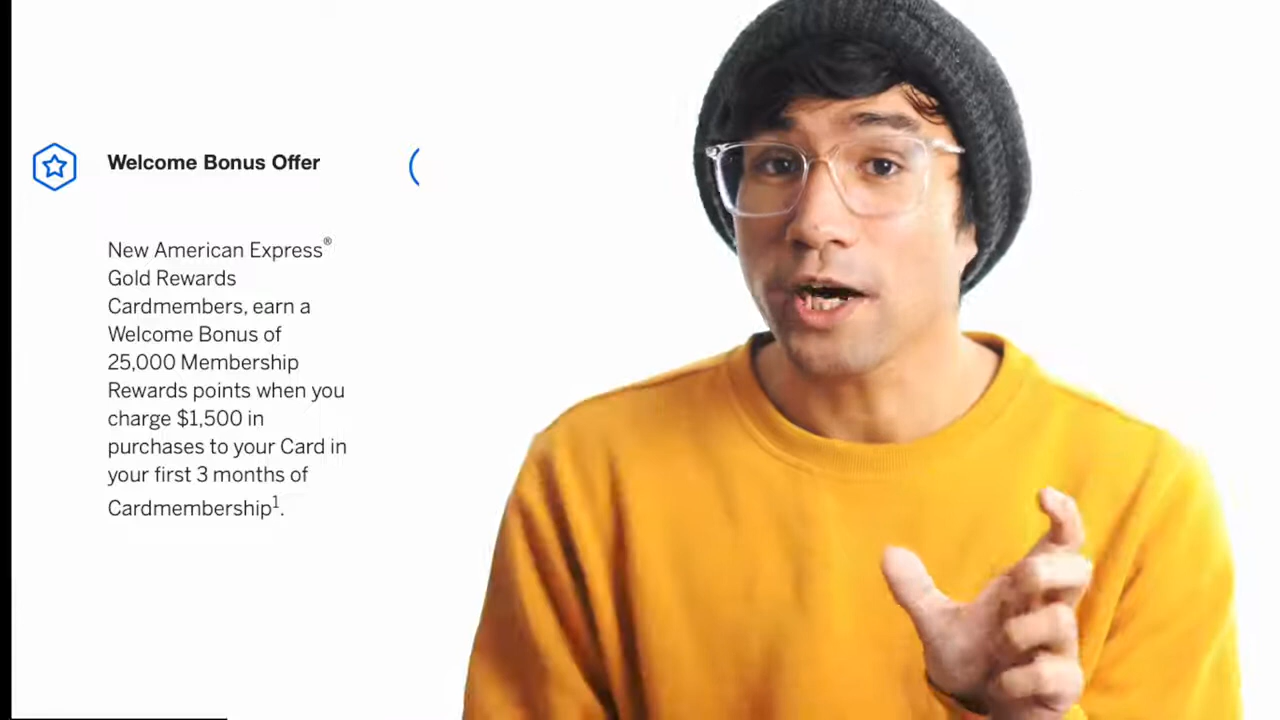 Welcome Bonus Offer
New American Express®
Gold Rewards
Cardmembers, earn a
Welcome Bonus of
25,000 Membership
Rewards points when you
charge $1,500 in
purchases to your Card in
your first 3 months of
Cardmembership¹.